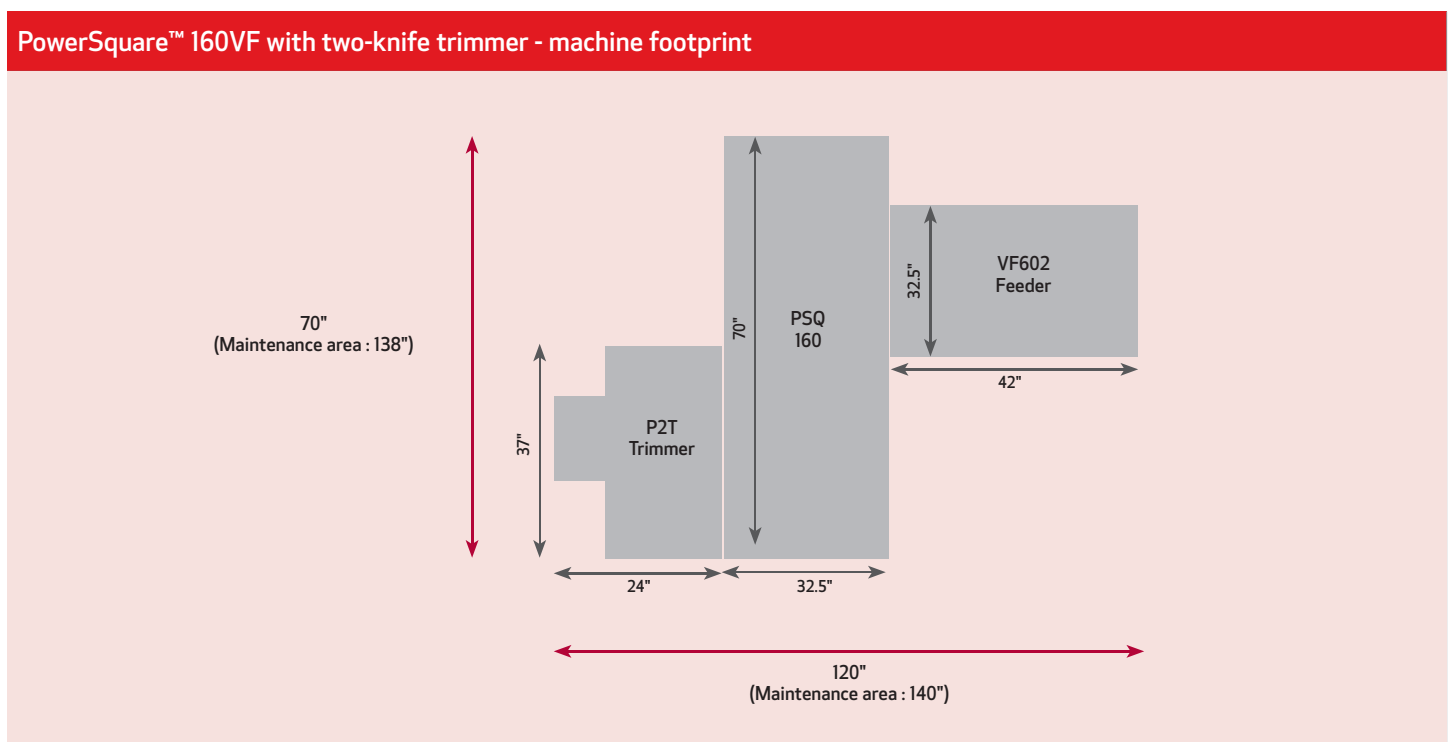 PowerSquare™ 160VF with two-knife trimmer - machine footprint
70"
(Maintenance area : 138")
37"
P2T
Trimmer
24"
70"
PSQ
160
32.5"
32.5"
VF602
Feeder
42"
120"
(Maintenance area : 140")